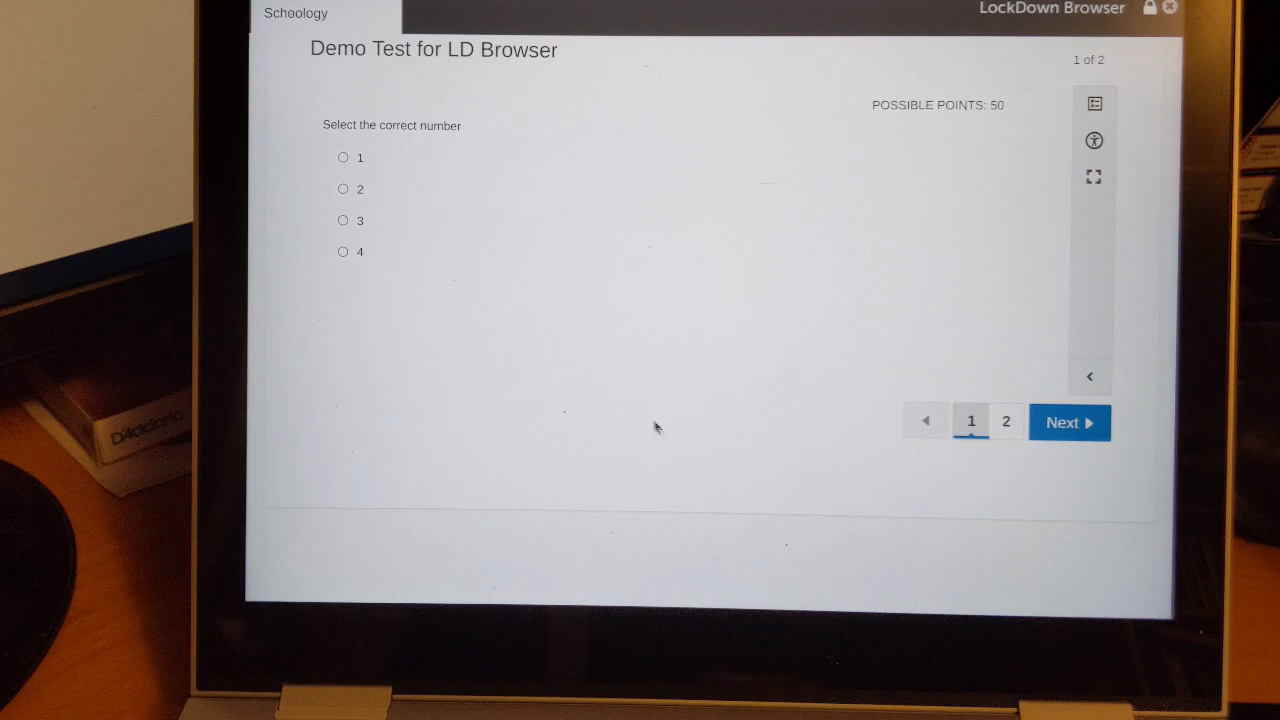 Schoology
LockDown Browser
Demo Test for LD Browser
1 of 2
POSSIBLE POINTS: 50
Select the correct number
1
2
3
4
1 2 Next
D'Addario